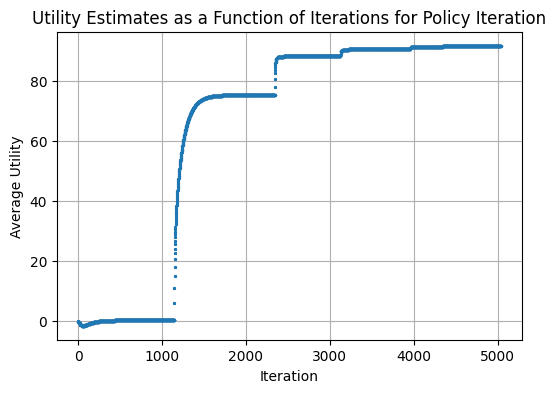 Utility Estimates as a Function of Iterations for Policy Iteration
80
60
40
20
0
Average Utility
0 1000 2000 3000 4000 5000
Iteration